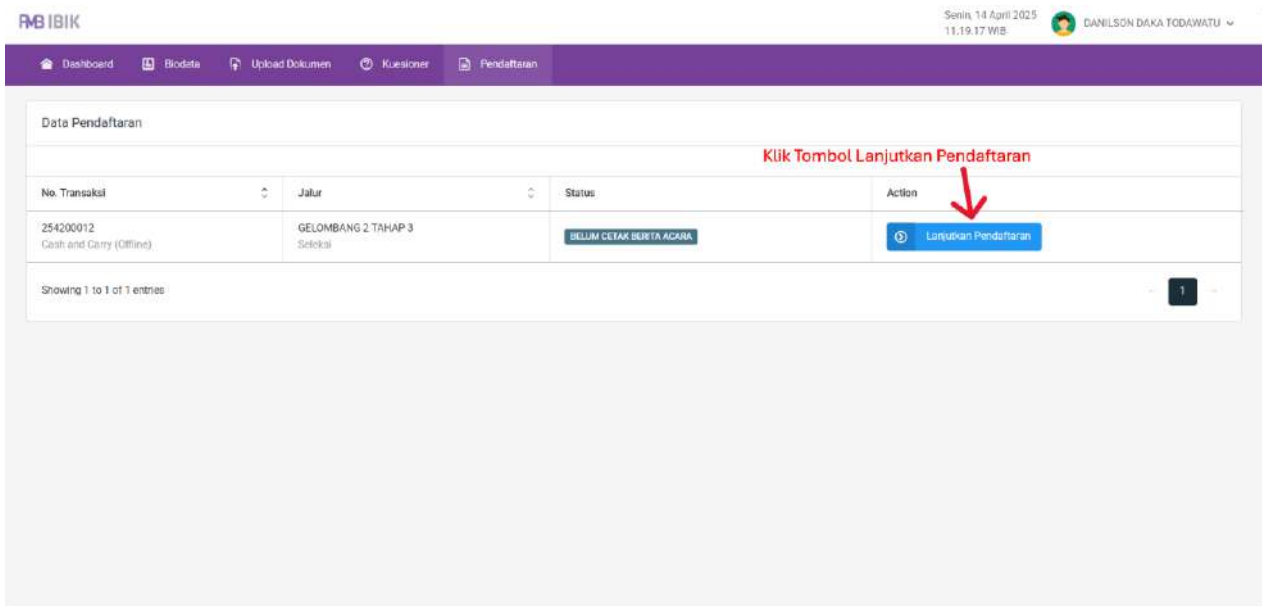 PMB IBIK
Senin, 14 April 2025
11.19.17 WIB
DANILSON DAKA TODAWATU
Dashboard
Biodata
Upload Dokumen
Kuesioner
Pendaftaran
Data Pendaftaran
Klik Tombol Lanjutkan Pendaftaran
No. Transaksi
Jalur
Status
Action
254200012
Cash and Carry (Offline)
GELOMBANG 2 TAHAP 3
Seleksi
BELUM CETAK BERITA ACARA
Lanjutkan Pendaftaran
Showing 1 to 1 of 1 entries
1